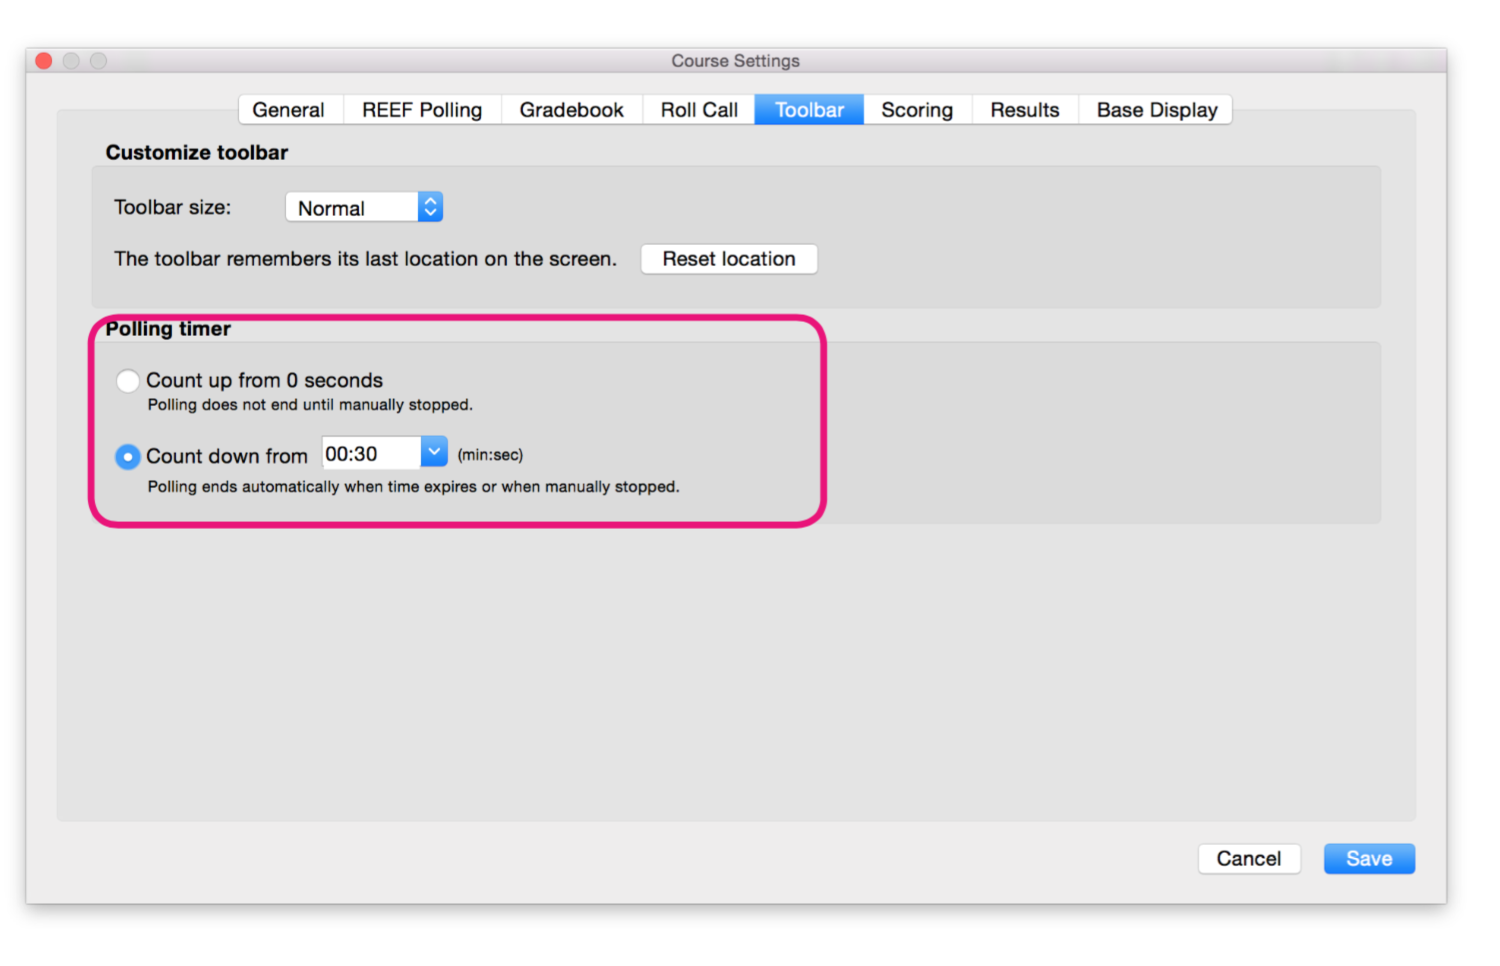 Course Settings
General REEF Polling Gradebook Roll Call Toolbar Scoring Results Base Display
Customize toolbar
Toolbar size: Normal
The toolbar remembers its last location on the screen. Reset location
Polling timer
Count up from 0 seconds
Polling does not end until manually stopped.
Count down from 00:30 (min:sec)
Polling ends automatically when time expires or when manually stopped.
Cancel Save